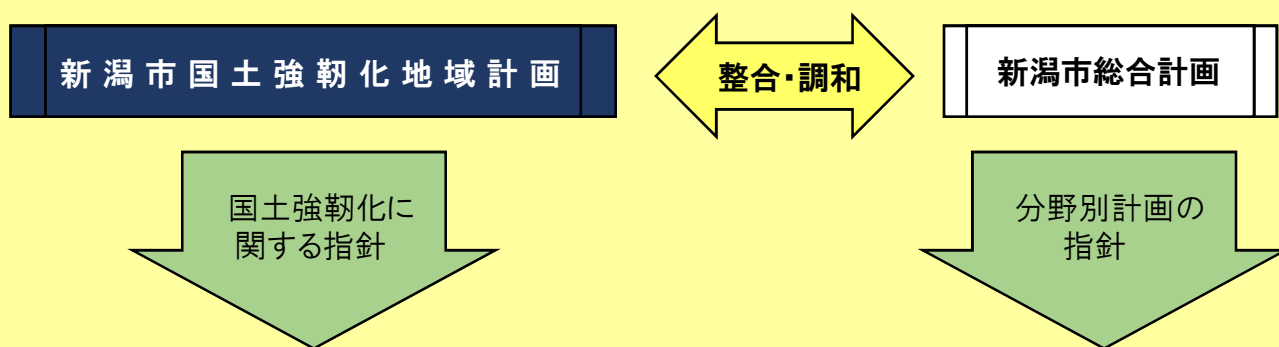 新潟市国土強靭化地域計画
整合・調和
新潟市総合計画
国土強靭化に
関する指針
分野別計画の
指針